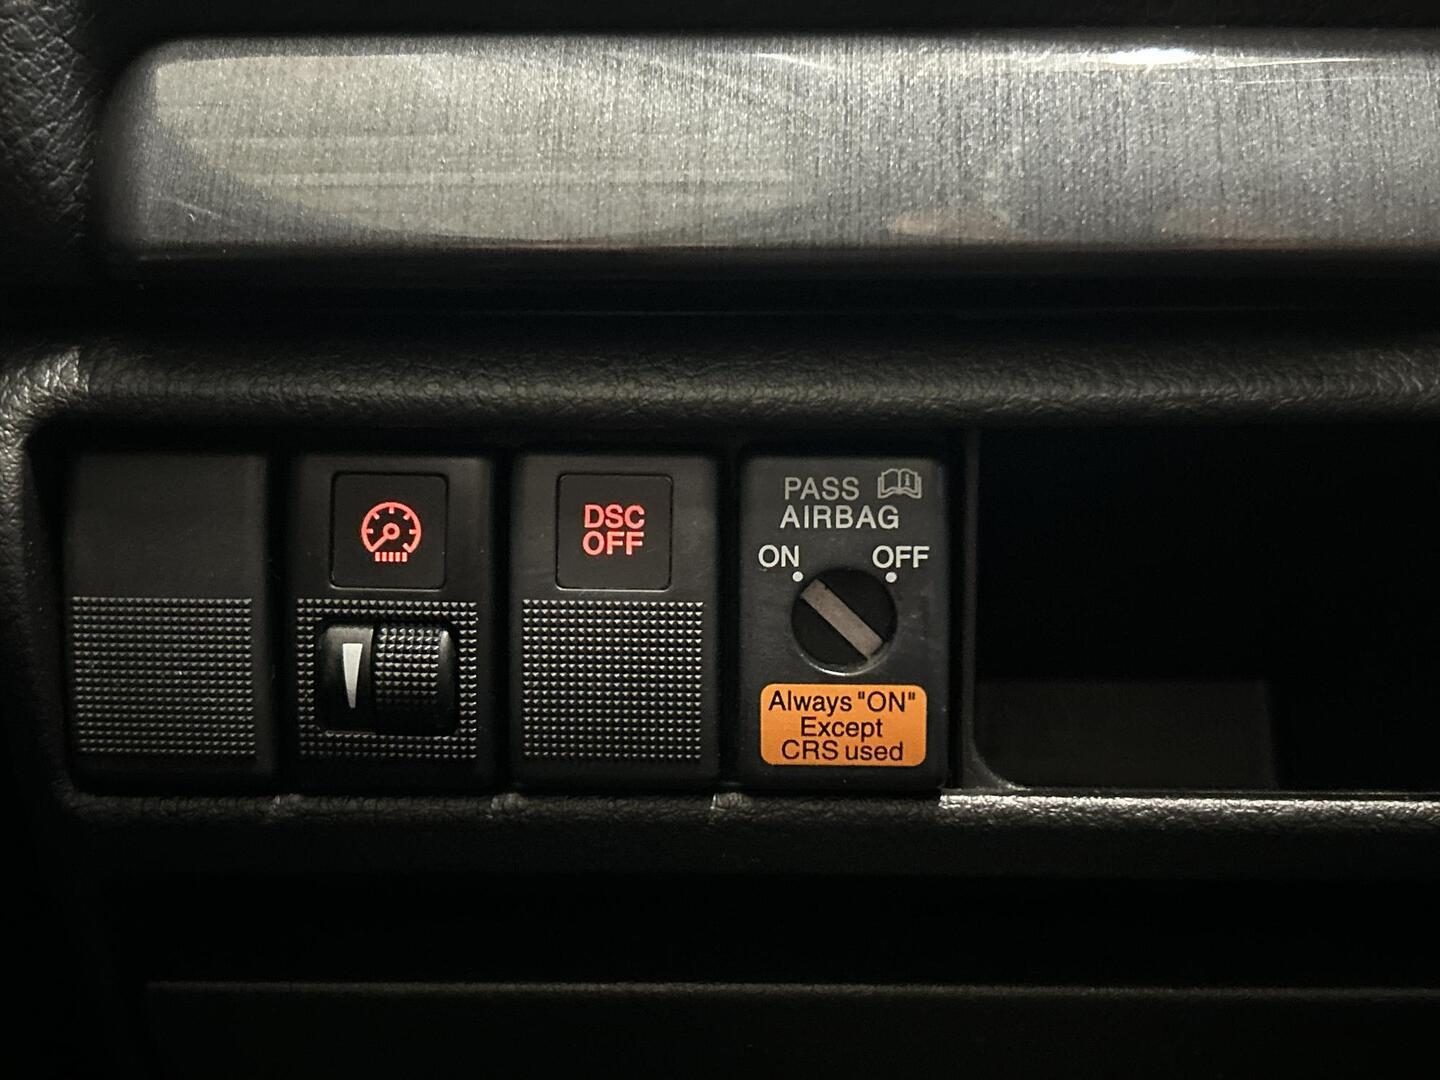 DSC
OFF
PASS
AIRBAG
ON OFF
Always "ON"
Except
CRS used